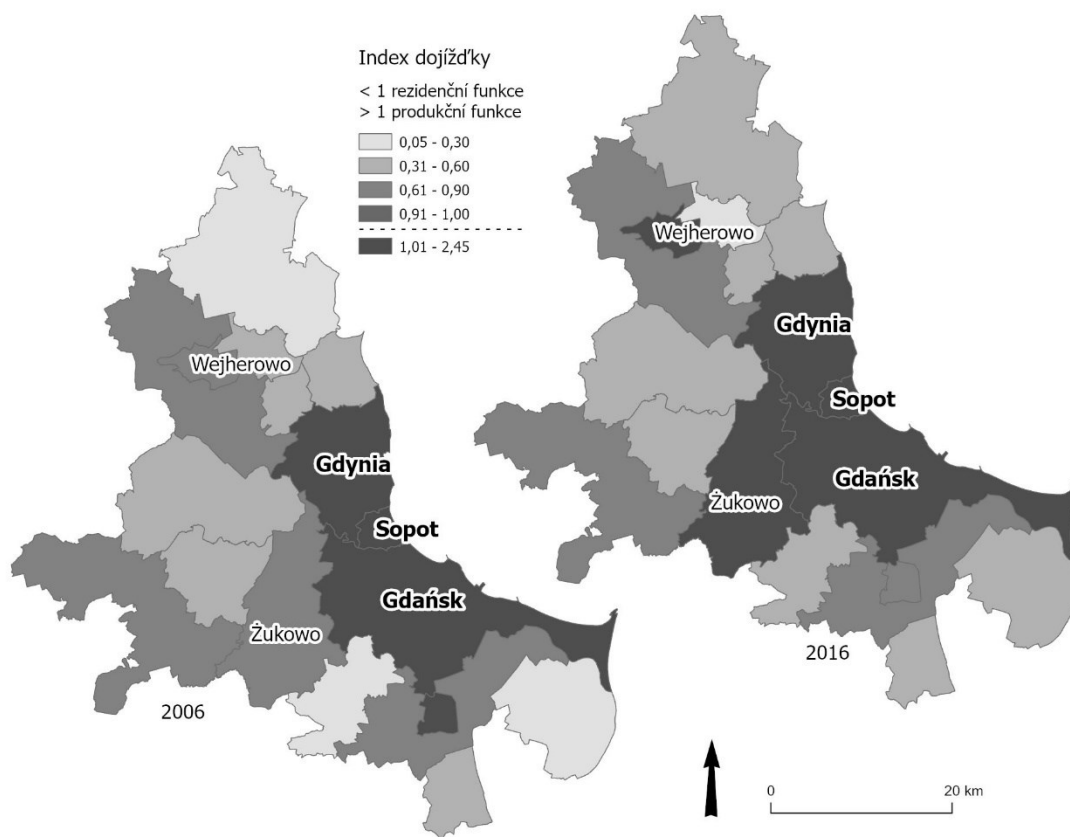 Index dojížďky
< 1 rezidenční funkce
> 1 produkční funkce
0,05 - 0,30
0,31 - 0,60
0,61 - 0,90
0,91 - 1,00
1,01 - 2,45
Wejherowo
Gdynia
Sopot
Gdańsk
Żukowo
2006
Wejherowo
Gdynia
Sopot
Gdańsk
Żukowo
2016
0 20 km